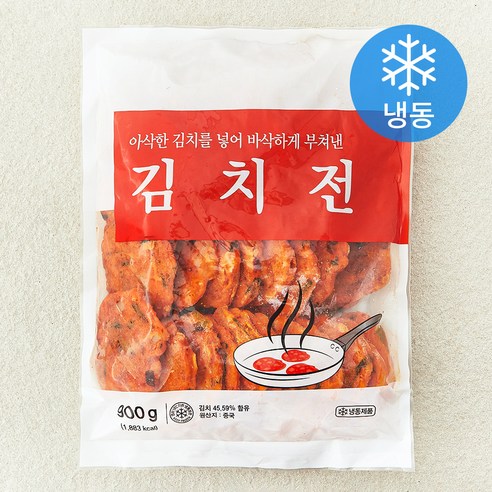 냉동
아삭한 김치를 넣어 바삭하게 부쳐낸
김치전
900g
(1,883 kcal)
김치 45.59% 함유
원산지 : 중국
냉동제품